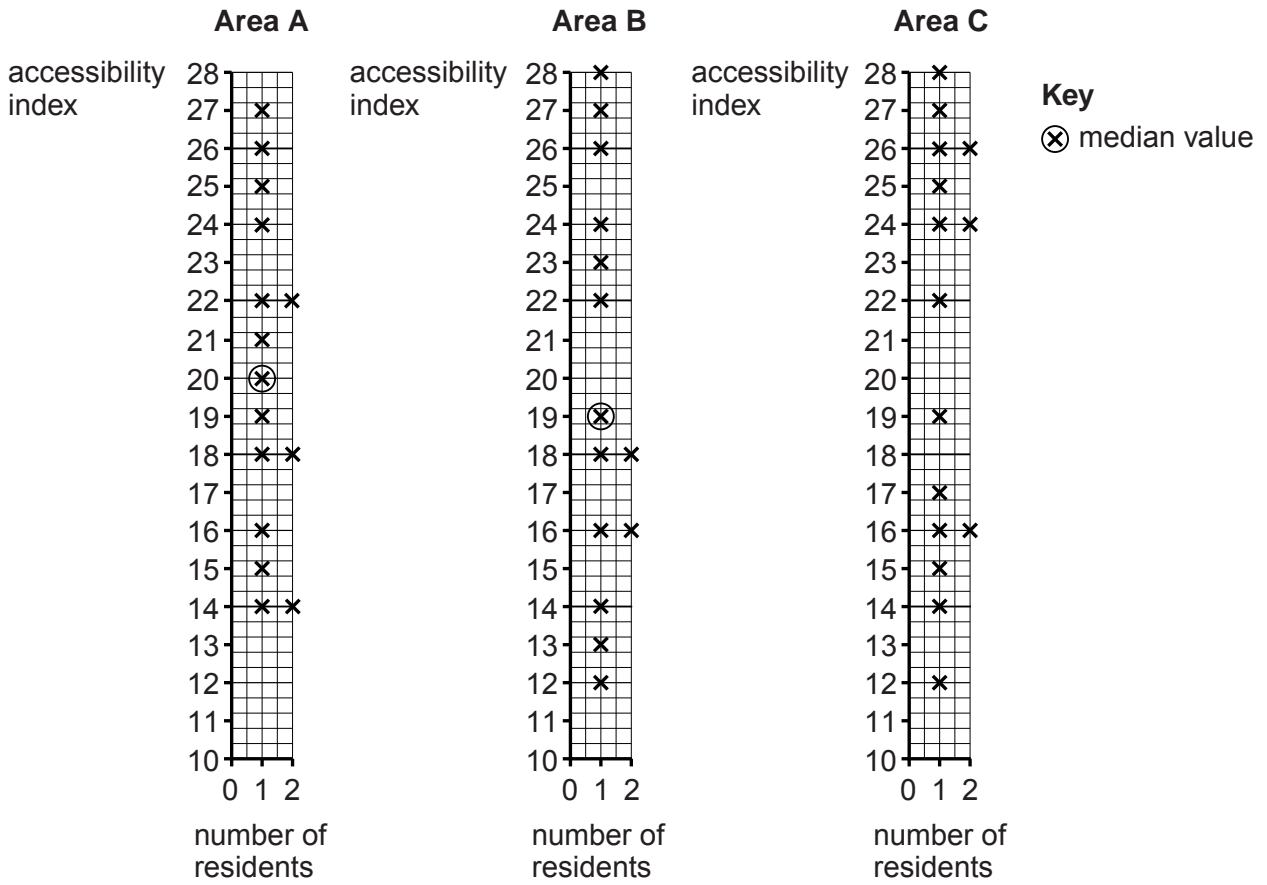 Area A
accessibility
index
28
27
26
25
24
23
22
21
20
19
18
17
16
15
14
13
12
11
10
0 1 2
number of
residents
Area B
accessibility
index
28
27
26
25
24
23
22
21
20
19
18
17
16
15
14
13
12
11
10
0 1 2
number of
residents
Area C
accessibility
index
28
27
26
25
24
23
22
21
20
19
18
17
16
15
14
13
12
11
10
0 1 2
number of
residents
Key
median value